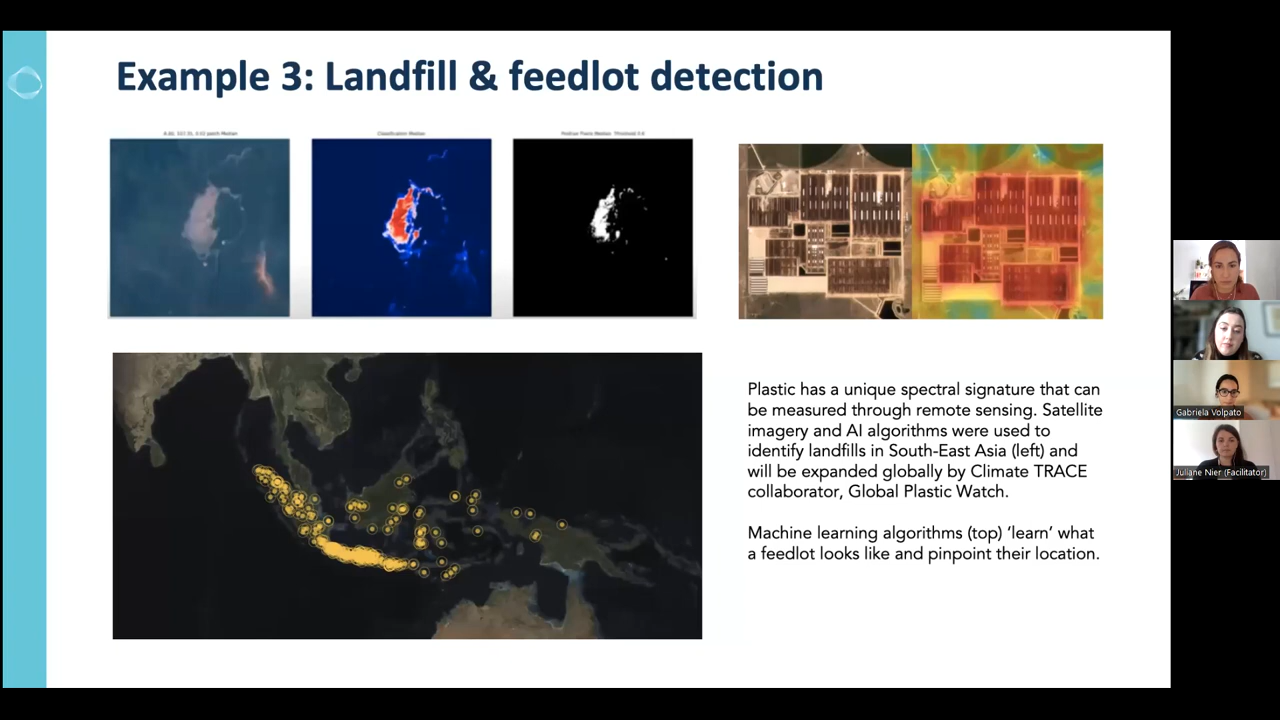 Example 3: Landfill & feedlot detection
Classification Median
Plastic has a unique spectral signature that can
be measured through remote sensing. Satellite
imagery and AI algorithms were used to
identify landfills in South-East Asia (left) and
will be expanded globally by Climate TRACE
collaborator, Global Plastic Watch.
Machine learning algorithms (top) ‘learn’ what
a feedlot looks like and pinpoint their location.
Gabriela Volpato
Juliane Nier (Facilitator)